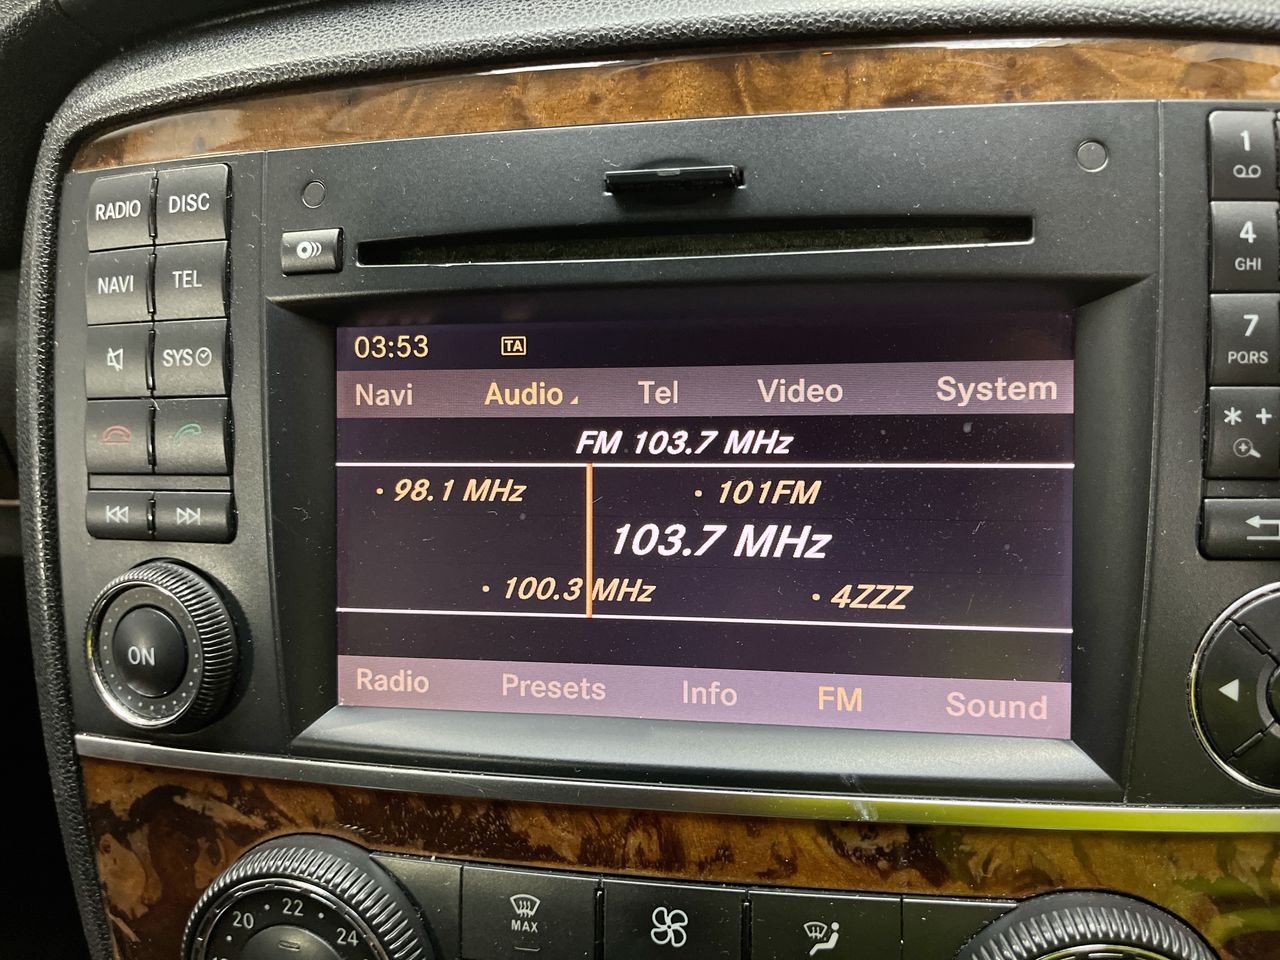 RADIO DISC
NAVI TEL
SYS
ON
03:53 TA
Navi Audio Tel Video System
FM 103.7 MHz
98.1 MHz 101FM
103.7 MHz
100.3 MHz 4ZZZ
Radio Presets Info FM Sound
1
4
GHI
7
PQRS
* +
20 22 24
MAX